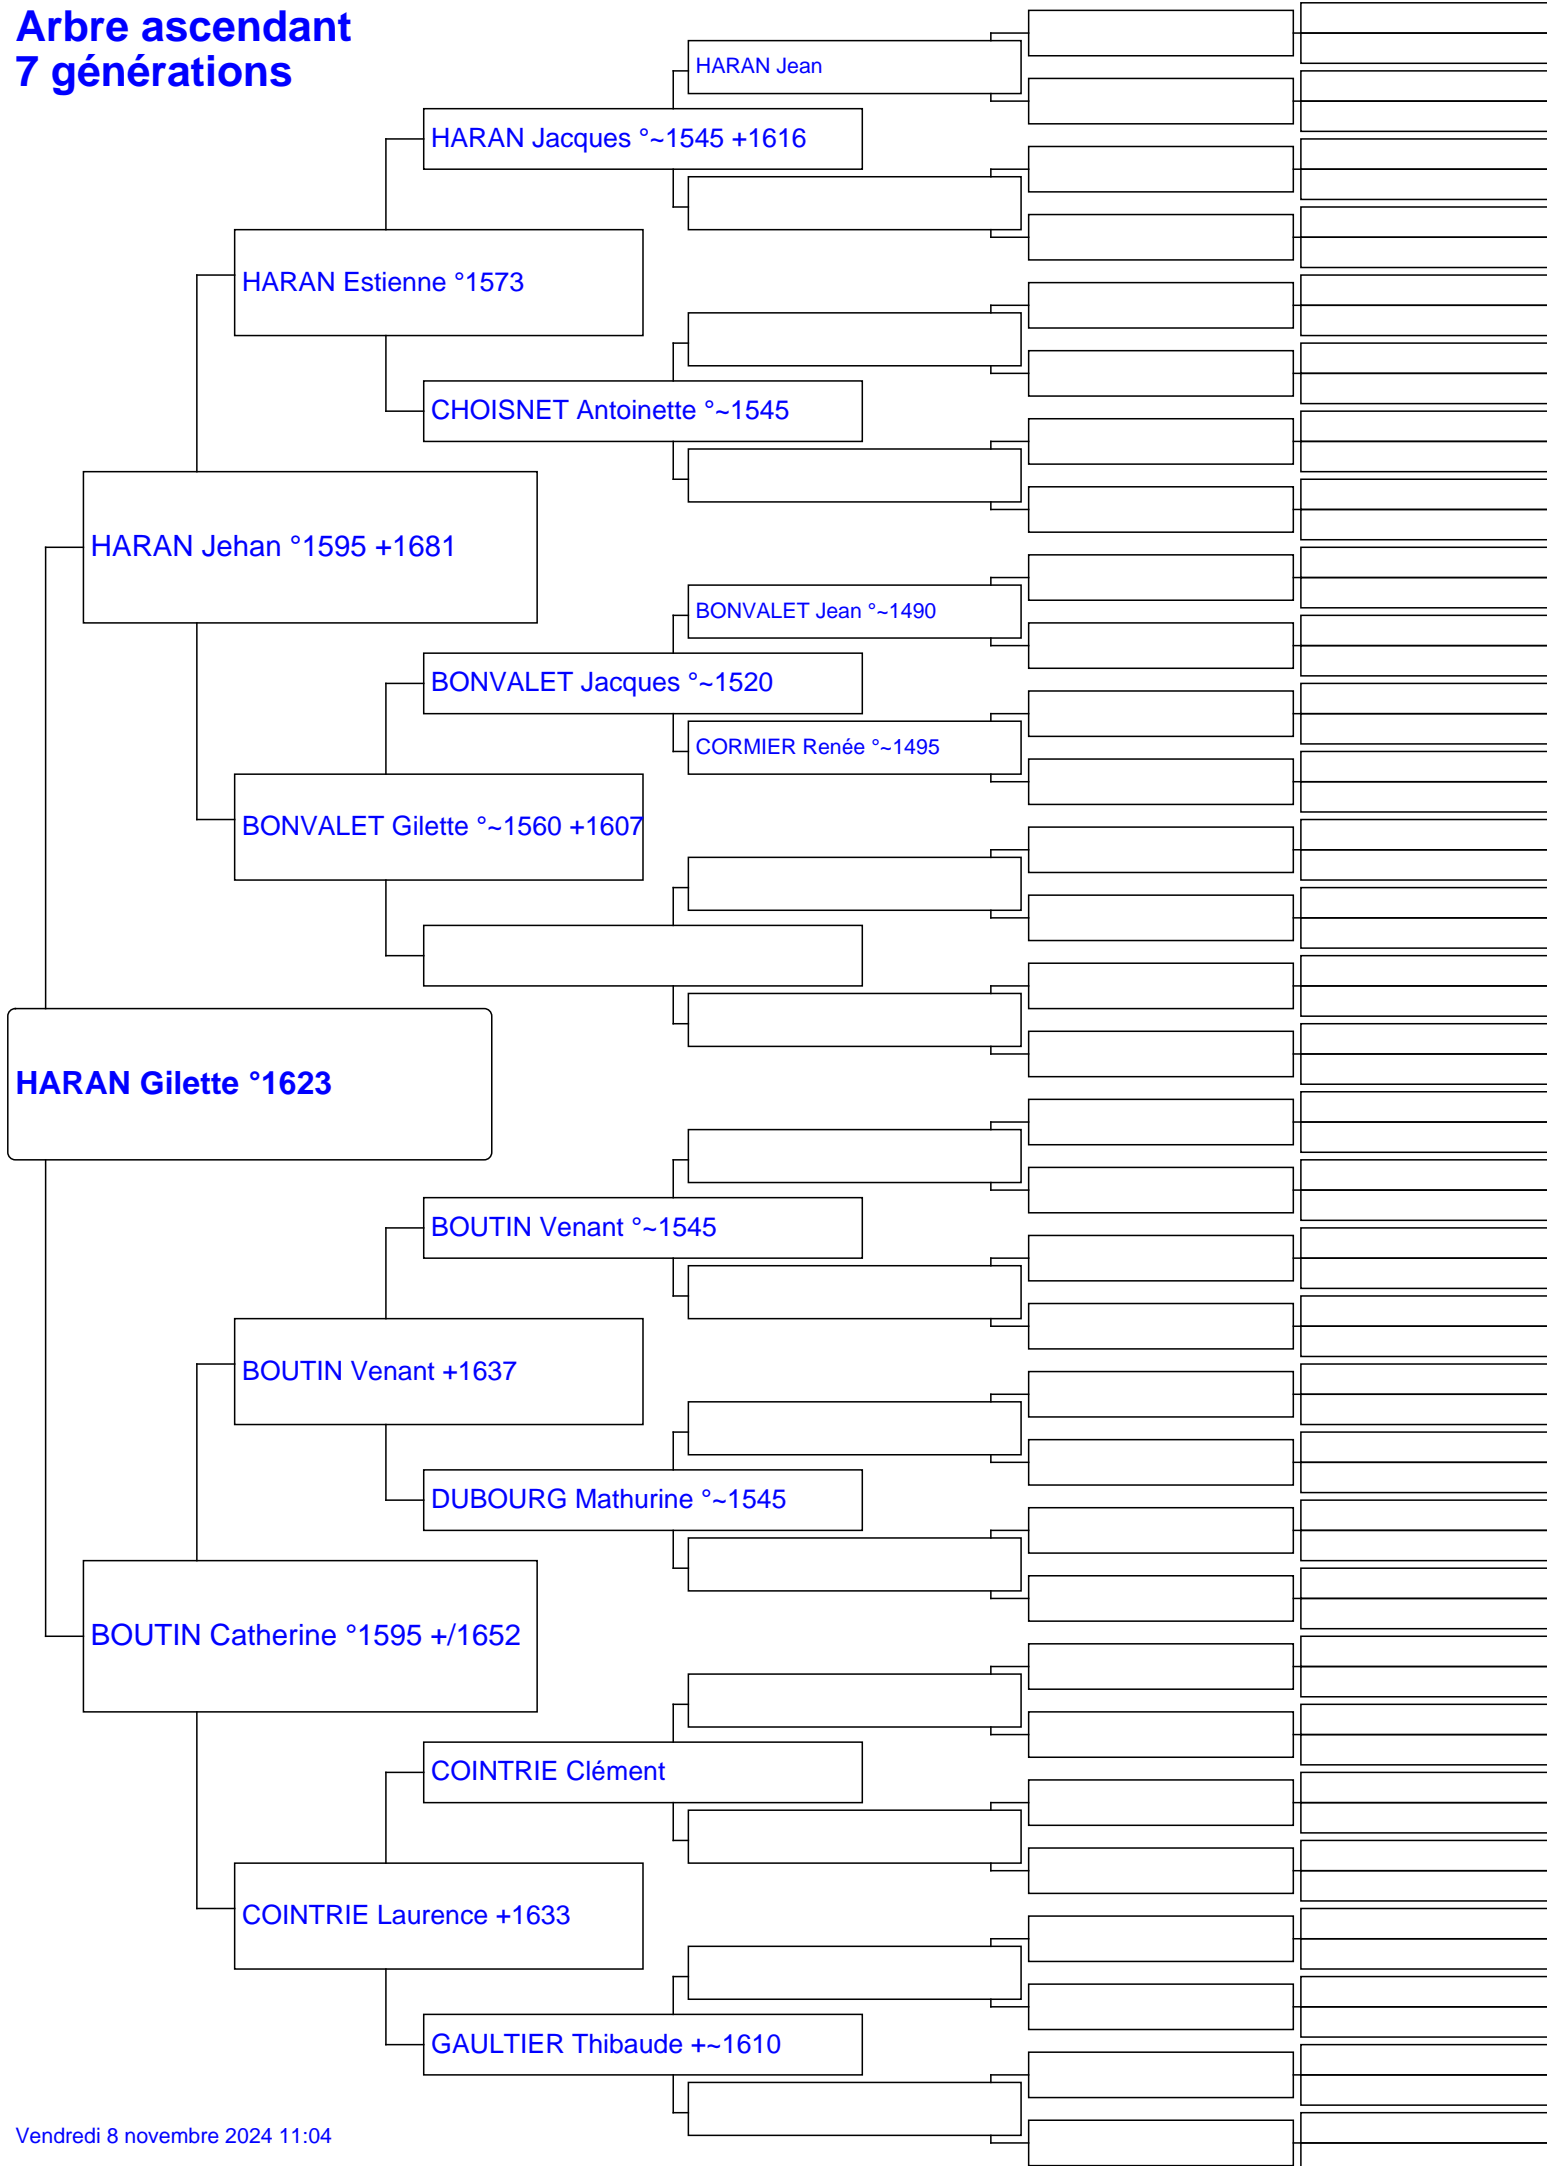 Arbre ascendant
7 générations
HARAN Jean
HARAN Jacques °~1545 +1616
HARAN Estienne °1573
CHOISNET Antoinette °~1545
HARAN Jehan °1595 +1681
BONVALET Jean °~1490
BONVALET Jacques °~1520
CORMIER Renée °~1495
BONVALET Gilette °~1560 +1607
HARAN Gilette °1623
BOUTIN Venant °~1545
BOUTIN Venant +1637
DUBOURG Mathurine °~1545
BOUTIN Catherine °1595 +/1652
COINTRIE Clément
COINTRIE Laurence +1633
GAULTIER Thibaude +~1610
Vendredi 8 novembre 2024 11:04